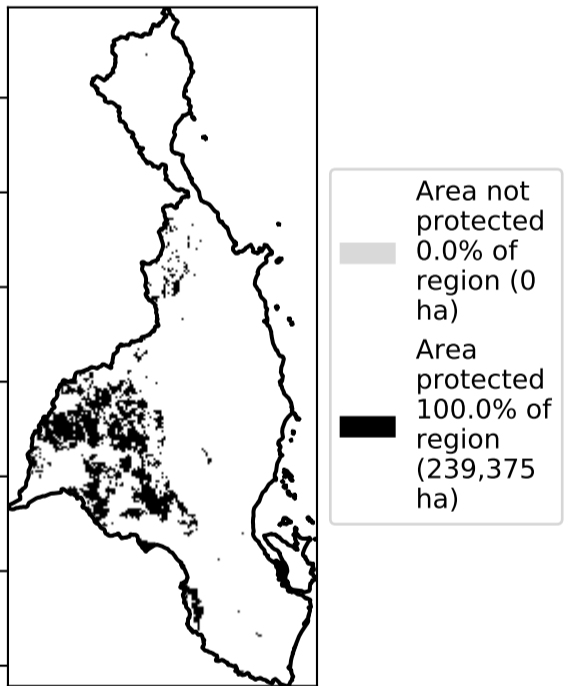 Area not
protected
0.0% of
region (0
ha)
Area
protected
100.0% of
region
(239,375
ha)